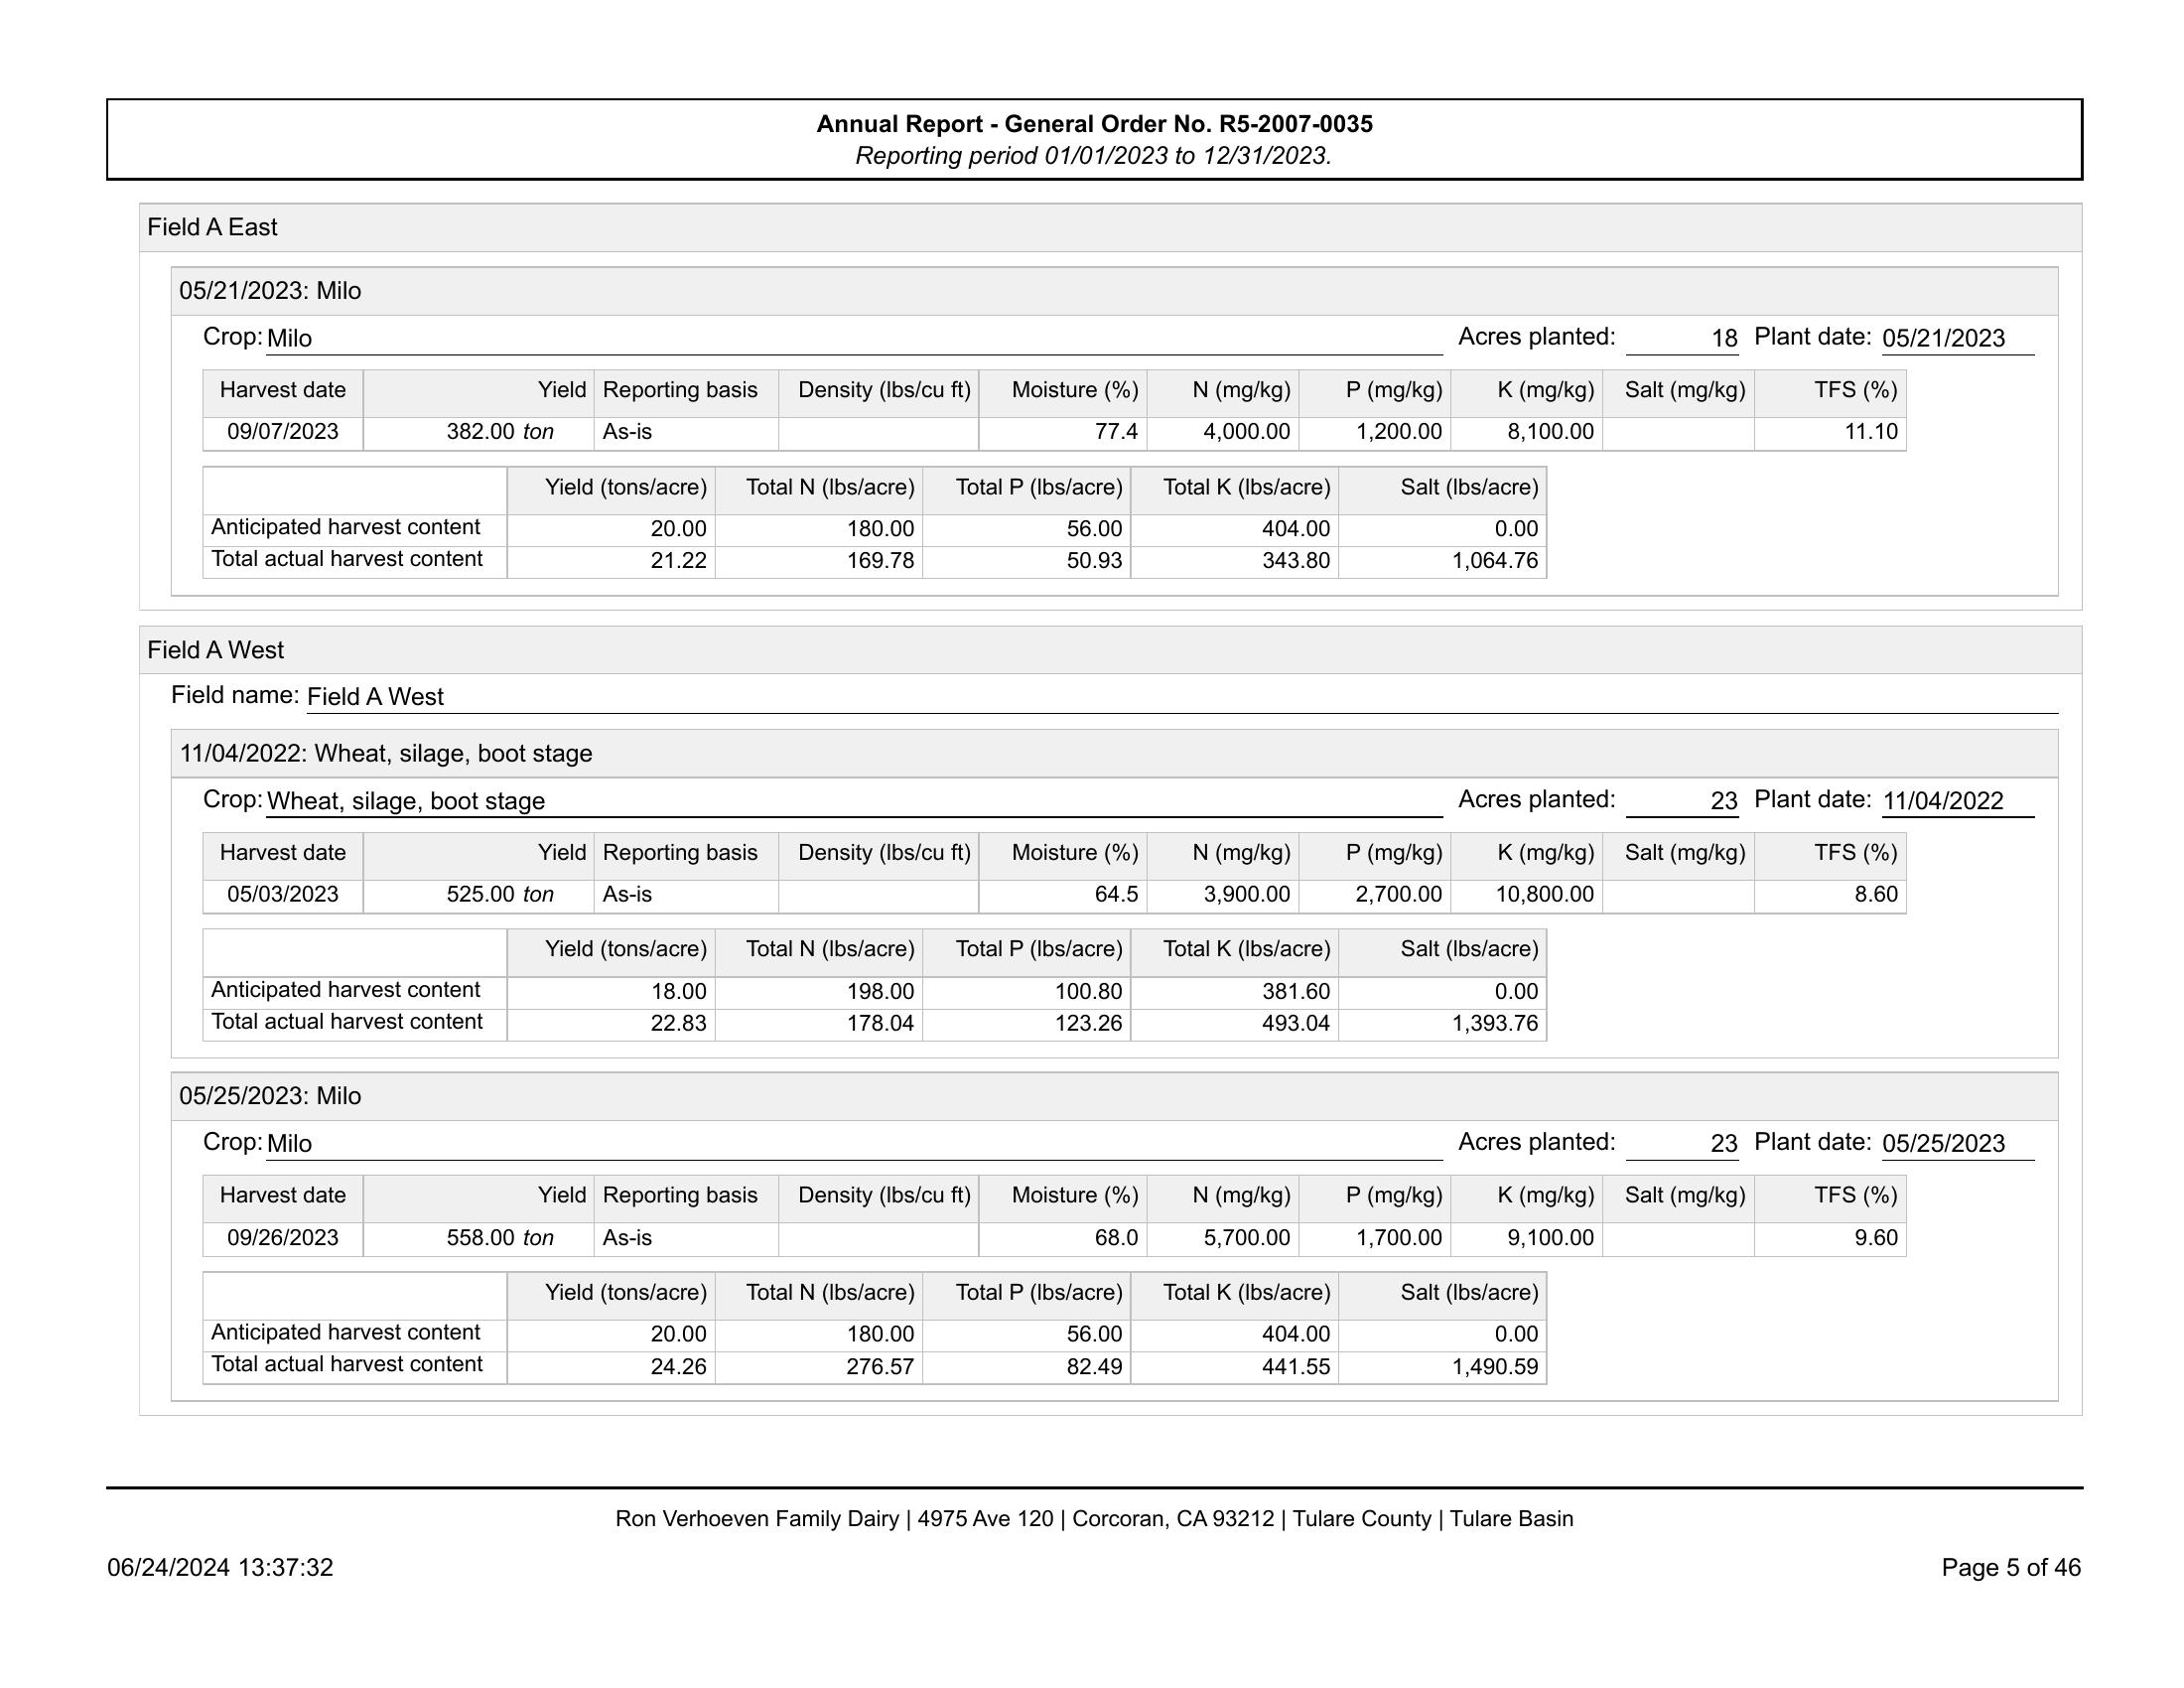 Annual Report - General Order No. R5-2007-0035
Reporting period 01/01/2023 to 12/31/2023.
Field A East
05/21/2023: Milo
Crop: Milo Acres planted: 18 Plant date: 05/21/2023
Harvest date Yield Reporting basis Density (lbs/cu ft) Moisture (%) N (mg/kg) P (mg/kg) K (mg/kg) Salt (mg/kg) TFS (%)
09/07/2023 382.00 ton As-is 77.4 4,000.00 1,200.00 8,100.00 11.10
Yield (tons/acre) Total N (lbs/acre) Total P (lbs/acre) Total K (lbs/acre) Salt (lbs/acre)
Anticipated harvest content 20.00 180.00 56.00 404.00 0.00
Total actual harvest content 21.22 169.78 50.93 343.80 1,064.76
Field A West
Field name: Field A West
11/04/2022: Wheat, silage, boot stage
Crop: Wheat, silage, boot stage Acres planted: 23 Plant date: 11/04/2022
Harvest date Yield Reporting basis Density (lbs/cu ft) Moisture (%) N (mg/kg) P (mg/kg) K (mg/kg) Salt (mg/kg) TFS (%)
05/03/2023 525.00 ton As-is 64.5 3,900.00 2,700.00 10,800.00 8.60
Yield (tons/acre) Total N (lbs/acre) Total P (lbs/acre) Total K (lbs/acre) Salt (lbs/acre)
Anticipated harvest content 18.00 198.00 100.80 381.60 0.00
Total actual harvest content 22.83 178.04 123.26 493.04 1,393.76
05/25/2023: Milo
Crop: Milo Acres planted: 23 Plant date: 05/25/2023
Harvest date Yield Reporting basis Density (lbs/cu ft) Moisture (%) N (mg/kg) P (mg/kg) K (mg/kg) Salt (mg/kg) TFS (%)
09/26/2023 558.00 ton As-is 68.0 5,700.00 1,700.00 9,100.00 9.60
Yield (tons/acre) Total N (lbs/acre) Total P (lbs/acre) Total K (lbs/acre) Salt (lbs/acre)
Anticipated harvest content 20.00 180.00 56.00 404.00 0.00
Total actual harvest content 24.26 276.57 82.49 441.55 1,490.59
Ron Verhoeven Family Dairy | 4975 Ave 120 | Corcoran, CA 93212 | Tulare County | Tulare Basin
06/24/2024 13:37:32 Page 5 of 46